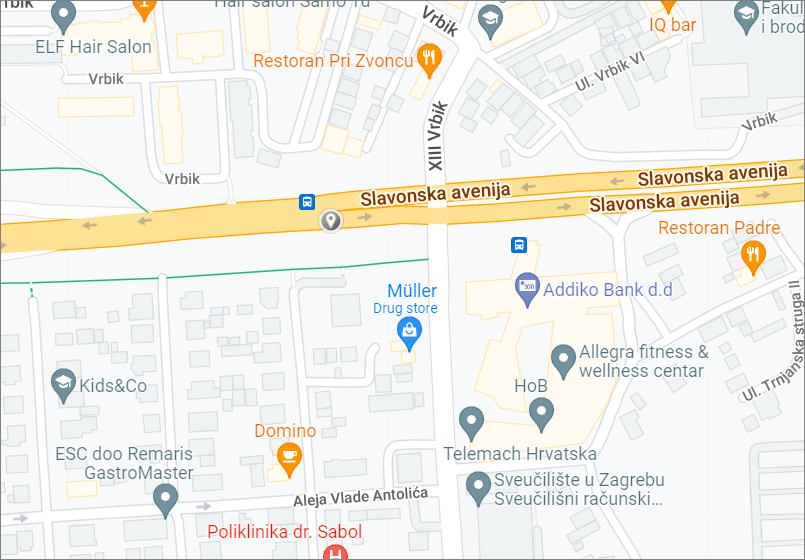 Vrbik
Hair Salon Samo Tu
Vrbik
Fakul
i brod
IQ bar
ELF Hair Salon
Restoran Pri Zvoncu
Ul. Vrbik VI
Vrbik
XIII Vrbik
Vrbik
Vrbik
Slavonska avenija
Slavonska avenija
Slavonska avenija
Restoran Padre
Müller
Drug store
100
Addiko Bank d.d
Allegra fitness &
wellness centar
Kids&Co
HoB
Ul. Trnjanska struga II
Domino
Telemach Hrvatska
ESC doo Remaris
GastroMaster
Sveučilište u Zagrebu
Sveučilišni računski...
Aleja Vlade Antolića
Poliklinika dr. Sabol
H